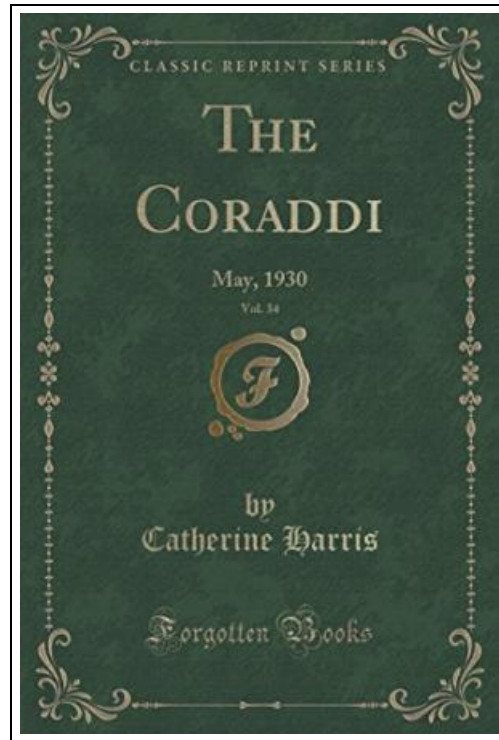 CLASSIC REPRINT SERIES
THE
CORADDI
May, 1930
Vol. 34
F
by
Catherine Harris
Forgotten Books